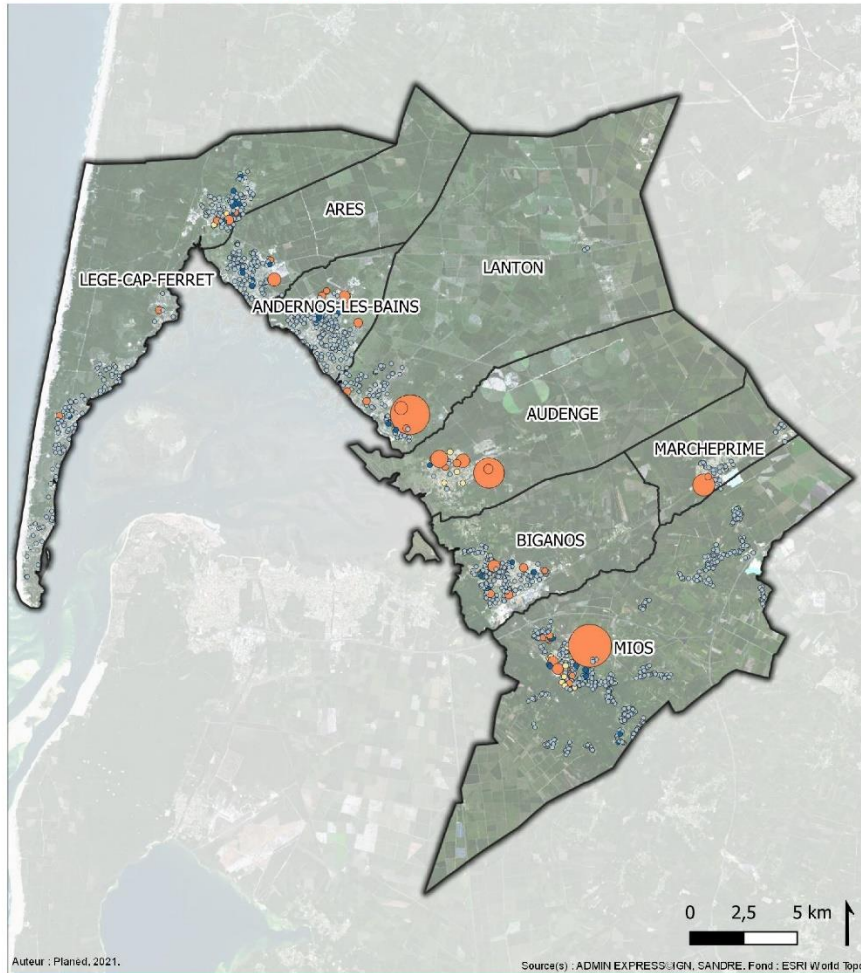 ARES
LANTON
LEGE-CAP-FERRET
ANDERNOS-LES-BAINS
AUDENGE
MARCHEPRIME
BIGANOS
MIOS
0 2,5 5 km
Auteur : Planèd, 2021.
Source(s) : ADMIN EXPRESS©IGN, SANDRE. Fond : ESRI World Topo